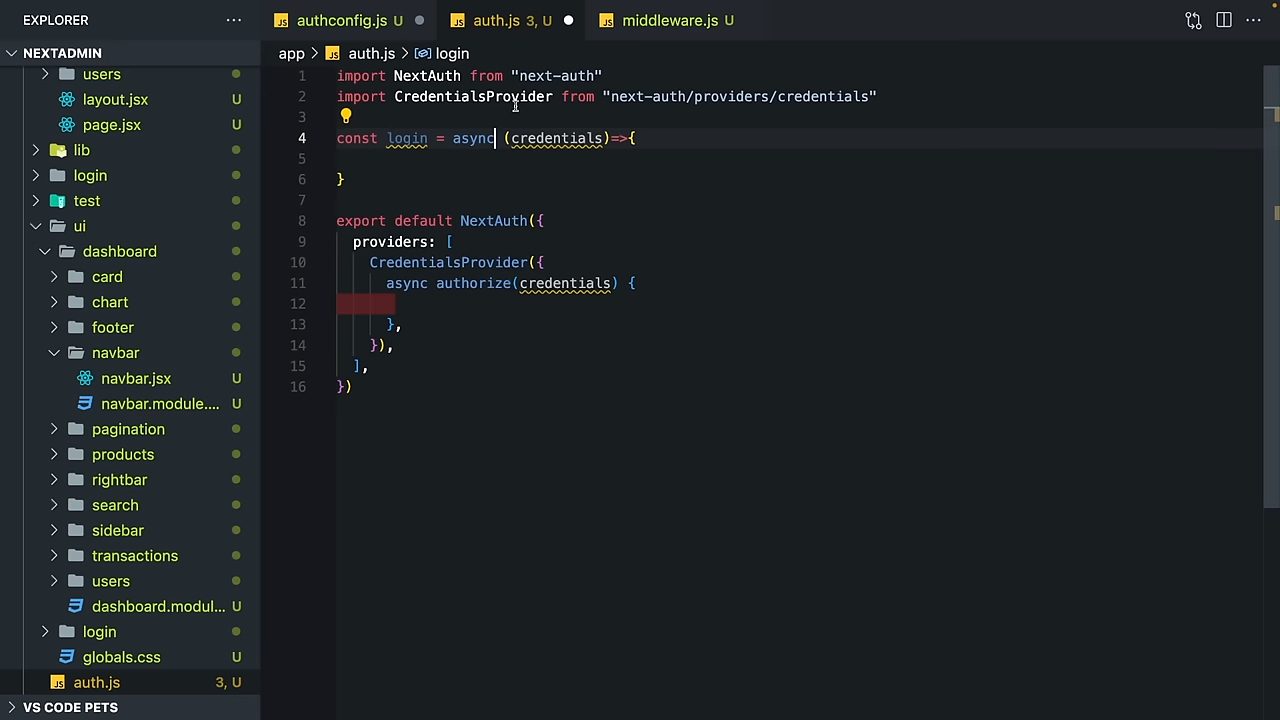 EXPLORER
NEXTADMIN
users
layout.jsx U
page.jsx U
lib
login
test
ui
dashboard
card
chart
footer
navbar
navbar.jsx U
navbar.module.... U
pagination
products
rightbar
search
sidebar
transactions
users
dashboard.modul... U
login
globals.css U
auth.js 3, U
VS CODE PETS
authconfig.js U
auth.js 3, U
middleware.js U
app > auth.js > login
1 import NextAuth from "next-auth"
2 import CredentialsProvider from "next-auth/providers/credentials"
3
4 const login = async (credentials)=>{
5
6 }
7
8 export default NextAuth({
9 providers: [
10 CredentialsProvider({
11 async authorize(credentials) {
12
13 },
14 }),
15 ],
16 })